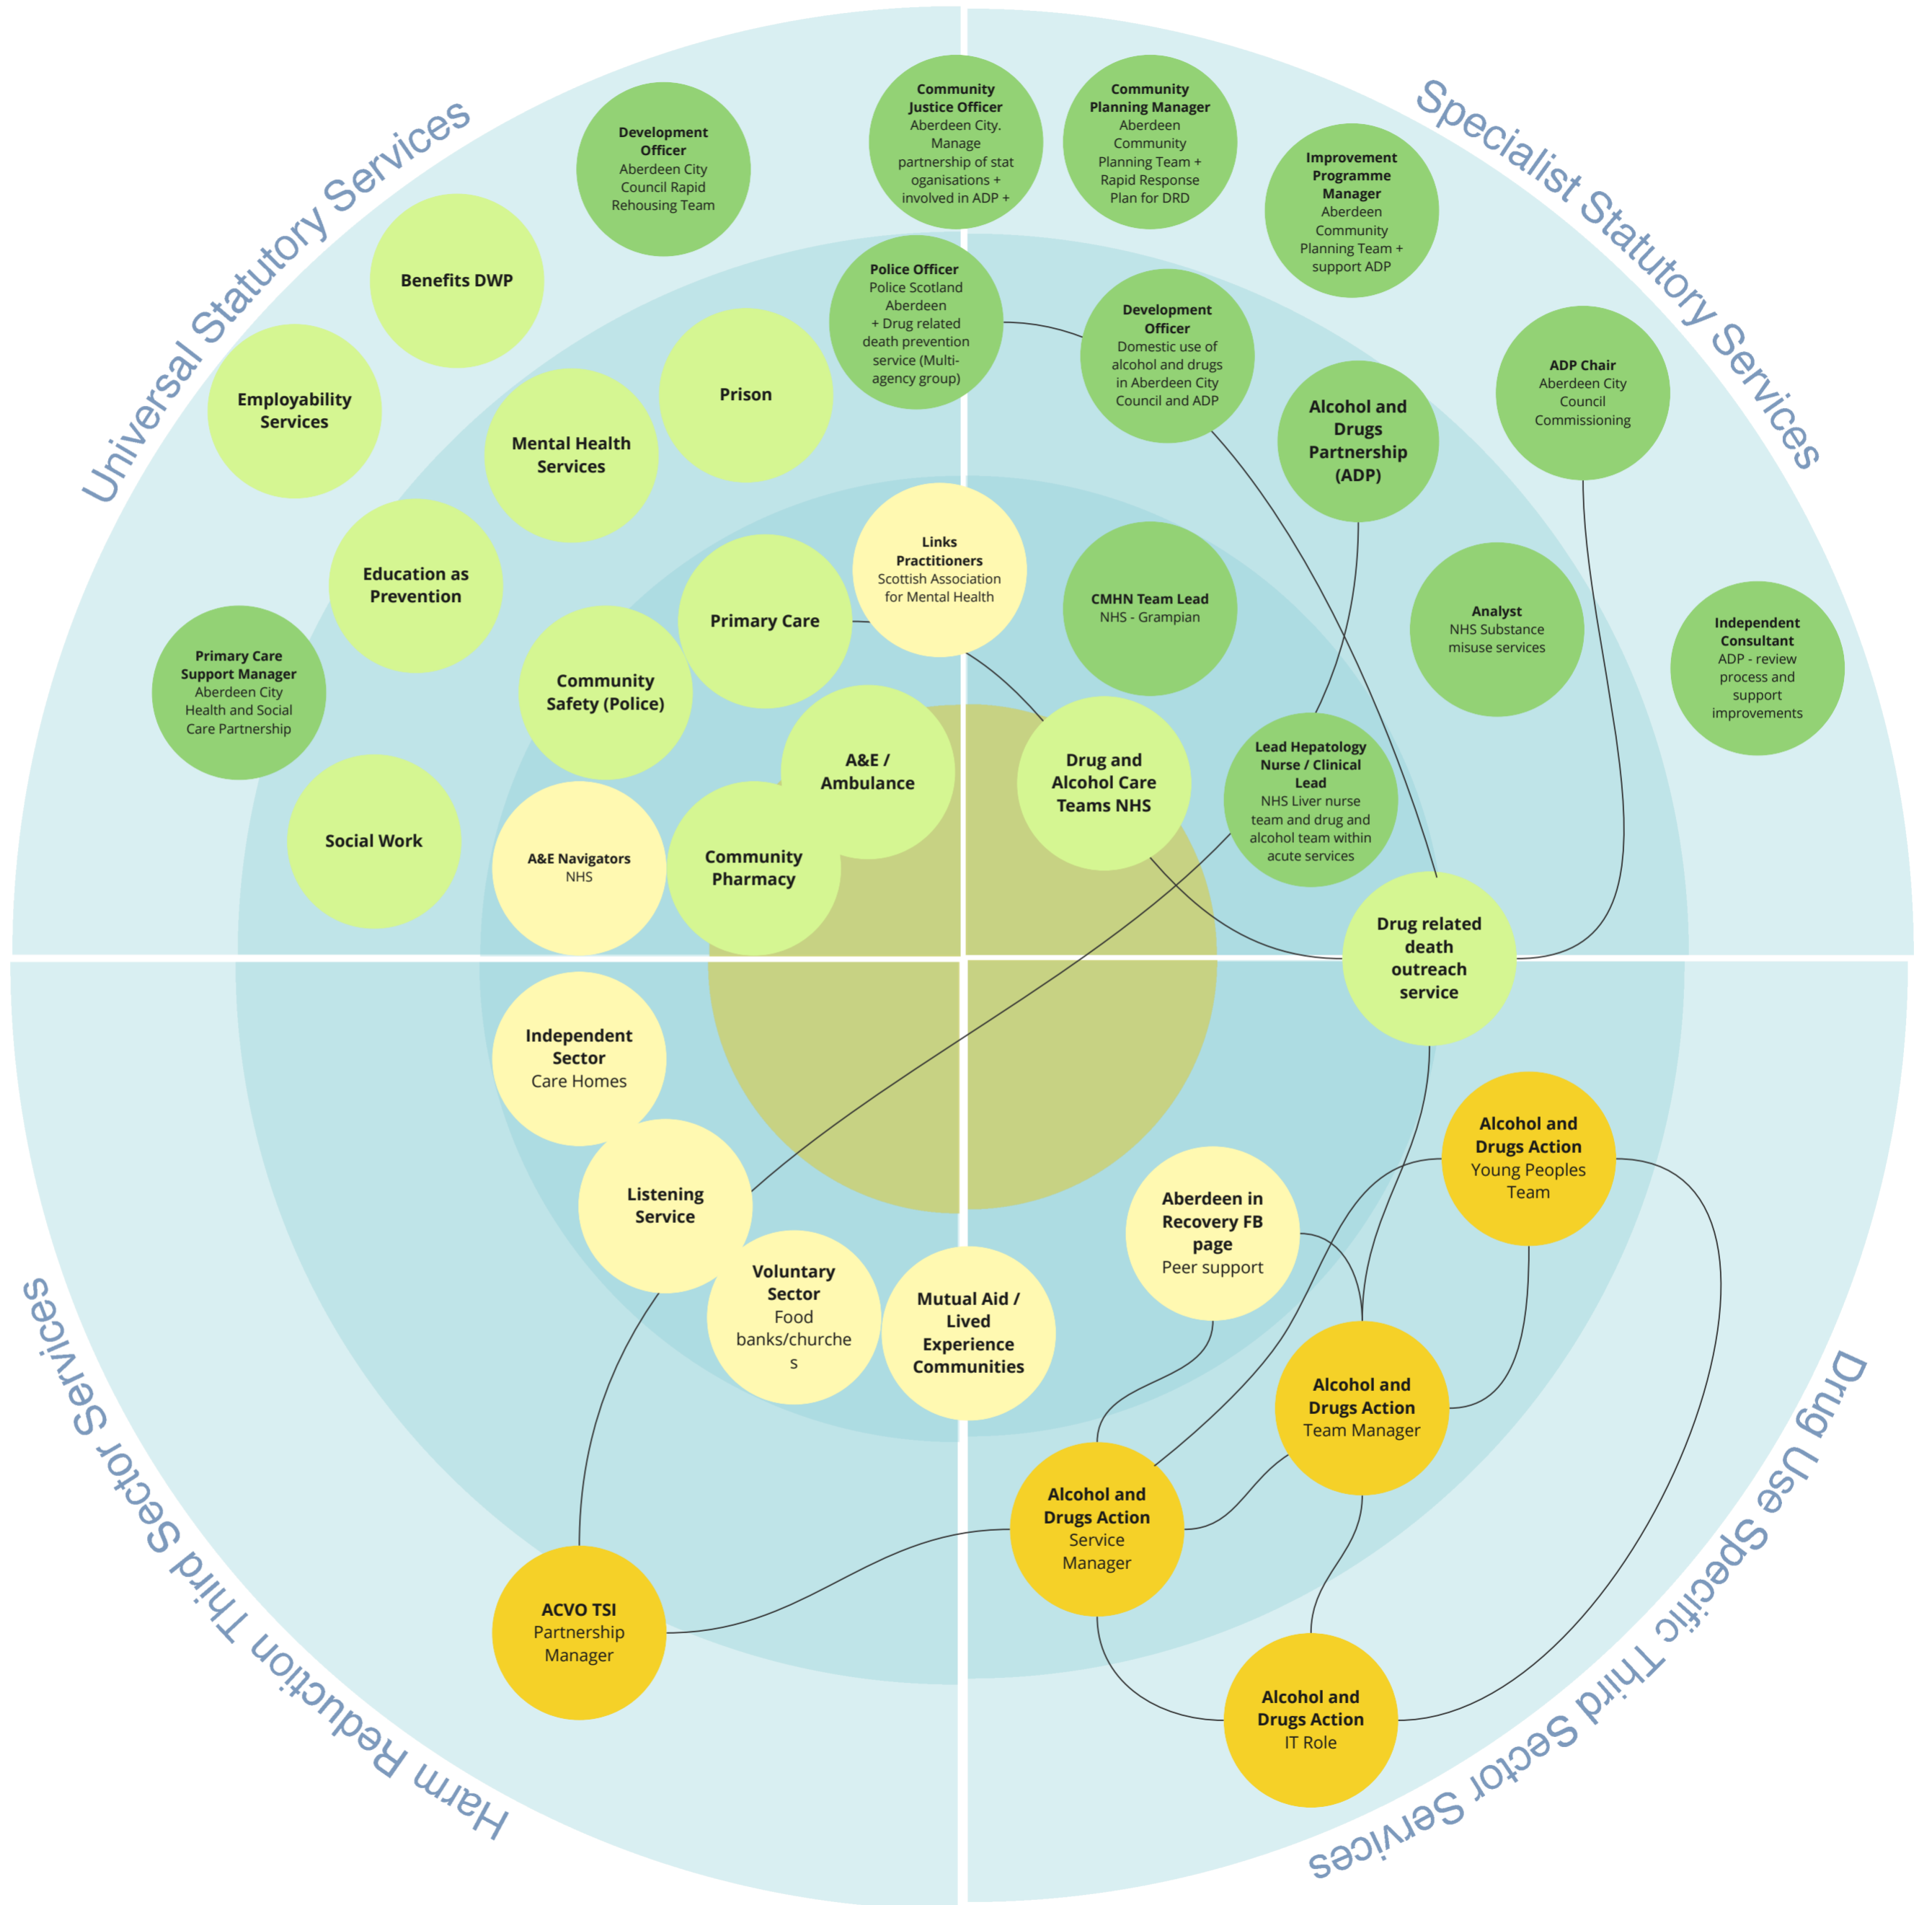 Universal Statutory Services
Specialist Statutory Services
Development
Officer
Aberdeen City
Council Rapid
Rehousing Team
Community
Justice Officer
Aberdeen City.
Manage
partnership of stat
oganisations +
involved in ADP +
Community
Planning Manager
Aberdeen
Community
Planning Team +
Rapid Response
Plan for DRD
Improvement
Programme
Manager
Aberdeen
Community
Planning Team +
support ADP
Benefits DWP
Police Officer
Police Scotland
Aberdeen
+ Drug related
death prevention
service (Multi-
agency group)
Development
Officer
Domestic use of
alcohol and drugs
in Aberdeen City
Council and ADP
ADP Chair
Aberdeen City
Council
Commissioning
Employability
Services
Prison
Mental Health
Services
Alcohol and
Drugs
Partnership
(ADP)
Education as
Prevention
Links
Practitioners
Scottish Association
for Mental Health
CMHN Team Lead
NHS - Grampian
Analyst
NHS Substance
misuse services
Independent
Consultant
ADP - review
process and
support
improvements
Primary Care
Primary Care
Support Manager
Aberdeen City
Health and Social
Care Partnership
Community
Safety (Police)
A&E /
Ambulance
Drug and
Alcohol Care
Teams NHS
Lead Hepatology
Nurse / Clinical
Lead
NHS Liver nurse
team and drug and
alcohol team within
acute services
Social Work
A&E Navigators
NHS
Community
Pharmacy
Drug related
death
outreach
service
Independent
Sector
Care Homes
Listening
Service
Voluntary
Sector
Food
banks/churche
s
Mutual Aid /
Lived
Experience
Communities
Aberdeen in
Recovery FB
page
Peer support
Alcohol and
Drugs Action
Young Peoples
Team
Alcohol and
Drugs Action
Team Manager
Alcohol and
Drugs Action
Service
Manager
ACVO TSI
Partnership
Manager
Alcohol and
Drugs Action
IT Role
Harm Reduction Third Sector Services
Drug Use Specific Third Sector Services